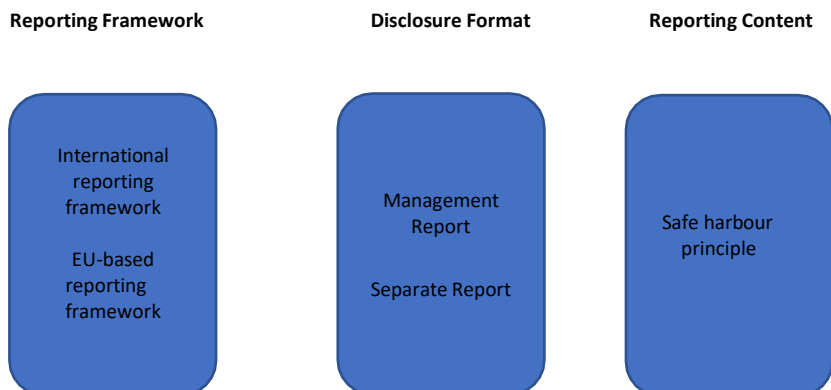 Reporting Framework
Disclosure Format
Reporting Content
International
reporting
framework
EU-based
reporting
framework
Management
Report
Separate Report
Safe harbour
principle